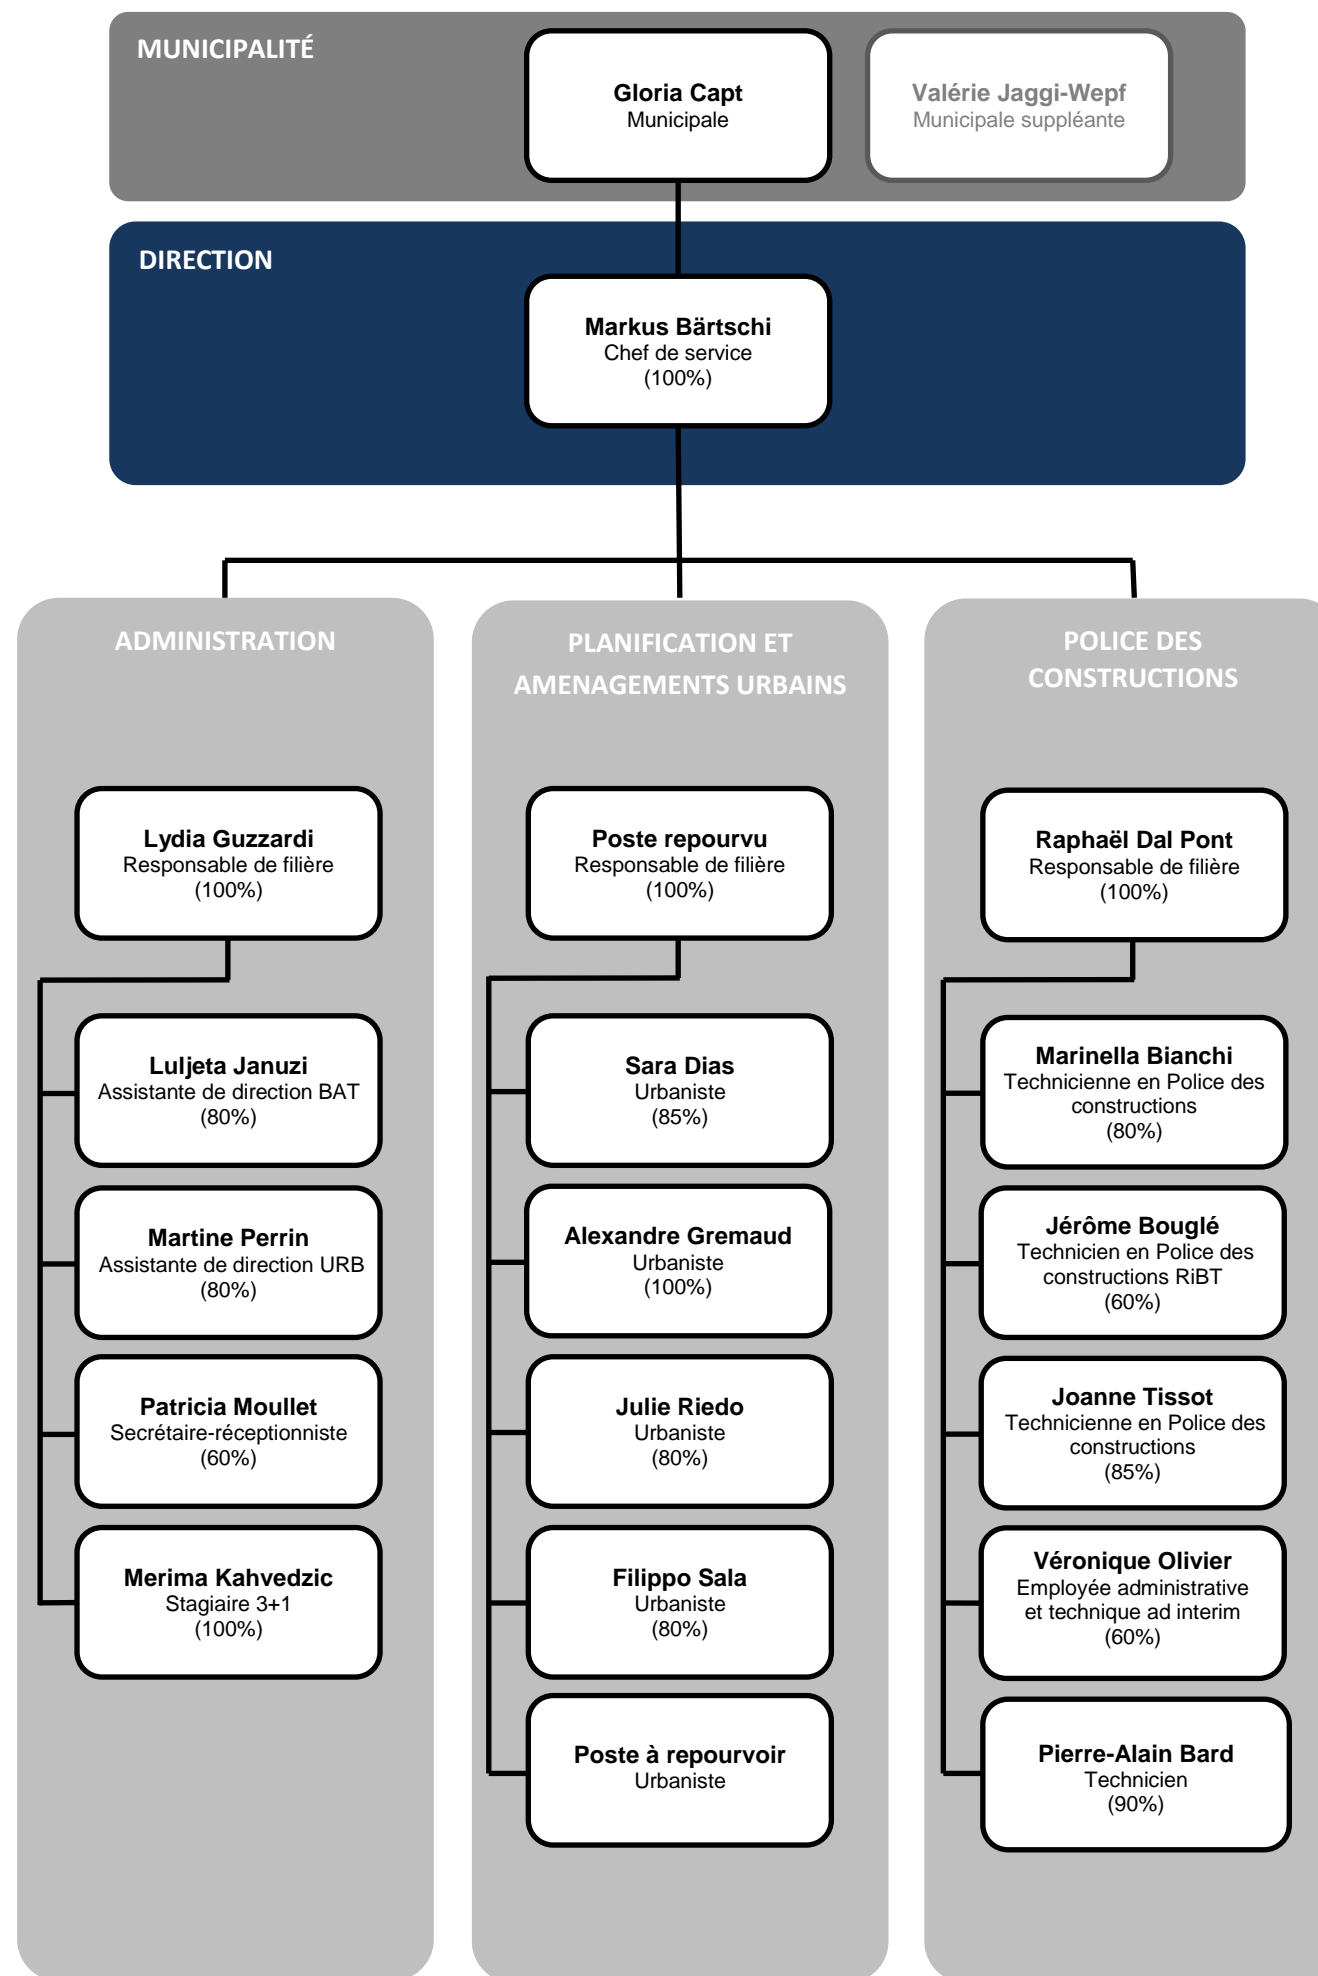 MUNICIPALITÉ
Gloria Capt
Municipale
Valérie Jaggi-Wepf
Municipale suppléante
DIRECTION
Markus Bärtschi
Chef de service
(100%)
ADMINISTRATION
Lydia Guzzardi
Responsable de filière
(100%)
Luljeta Januzi
Assistante de direction BAT
(80%)
Martine Perrin
Assistante de direction URB
(80%)
Patricia Moullet
Secrétaire-réceptionniste
(60%)
Merima Kahvedzic
Stagiaire 3+1
(100%)
PLANIFICATION ET
AMENAGEMENTS URBAINS
Poste repourvu
Responsable de filière
(100%)
Sara Dias
Urbaniste
(85%)
Alexandre Gremaud
Urbaniste
(100%)
Julie Riedo
Urbaniste
(80%)
Filippo Sala
Urbaniste
(80%)
Poste à repourvoir
Urbaniste
POLICE DES
CONSTRUCTIONS
Raphaël Dal Pont
Responsable de filière
(100%)
Marinella Bianchi
Technicienne en Police des
constructions
(80%)
Jérôme Bouglé
Technicien en Police des
constructions RiBT
(60%)
Joanne Tissot
Technicienne en Police des
constructions
(85%)
Véronique Olivier
Employée administrative
et technique ad interim
(60%)
Pierre-Alain Bard
Technicien
(90%)